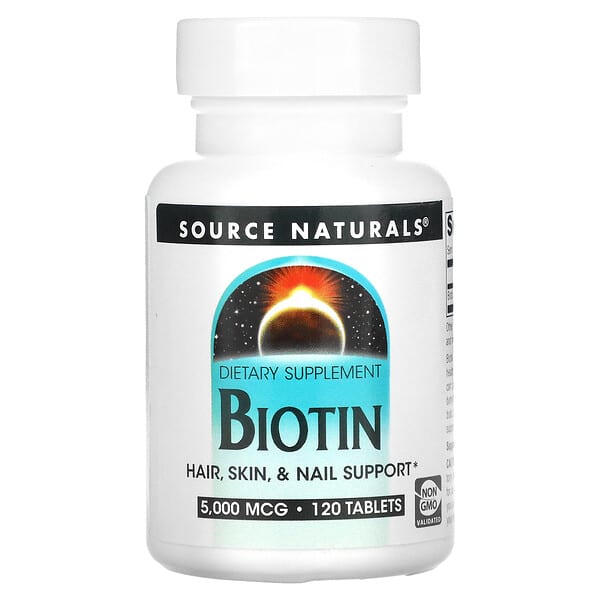 SOURCE NATURALS®
DIETARY SUPPLEMENT
BIOTIN
HAIR, SKIN, & NAIL SUPPORT*
5,000 MCG • 120 TABLETS
NON
GMO
VALIDATED